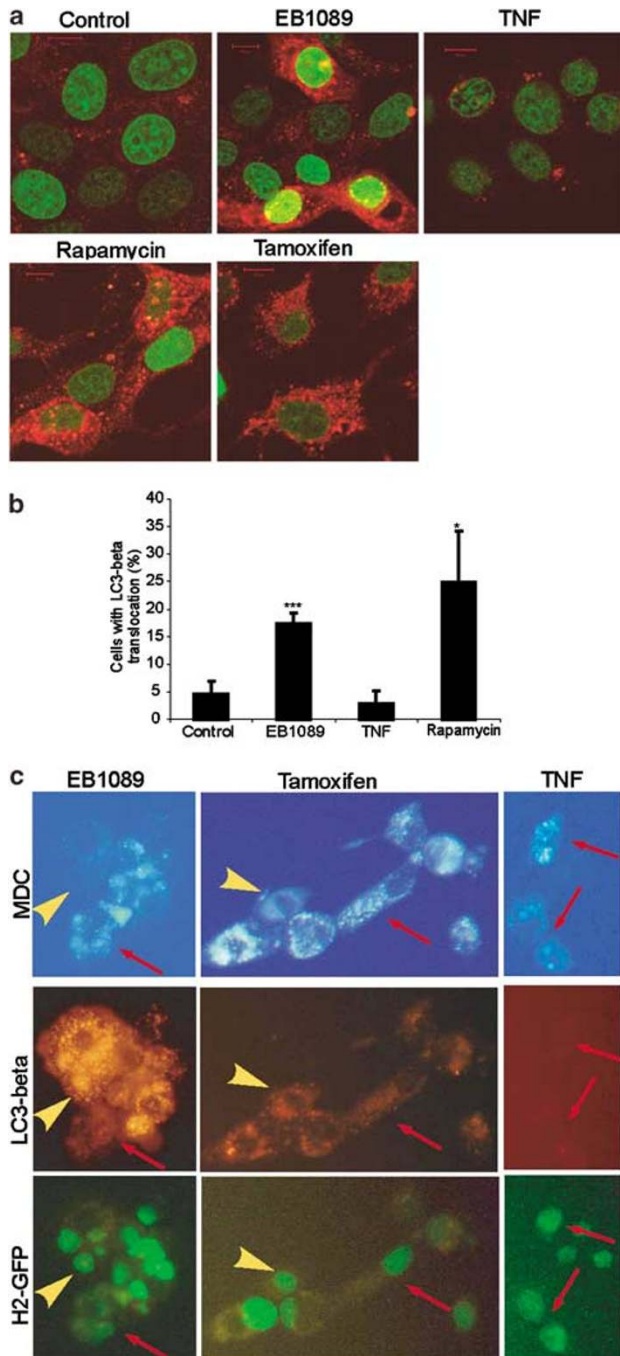 a
Control EB1089 TNF
Rapamycin Tamoxifen
b
Cells with LC3-beta
translocation (%)
40
35
30
25
20
15
10
5
0
***
*
Control EB1089 TNF Rapamycin
c
EB1089 Tamoxifen TNF
MDC
LC3-beta
H2-GFP